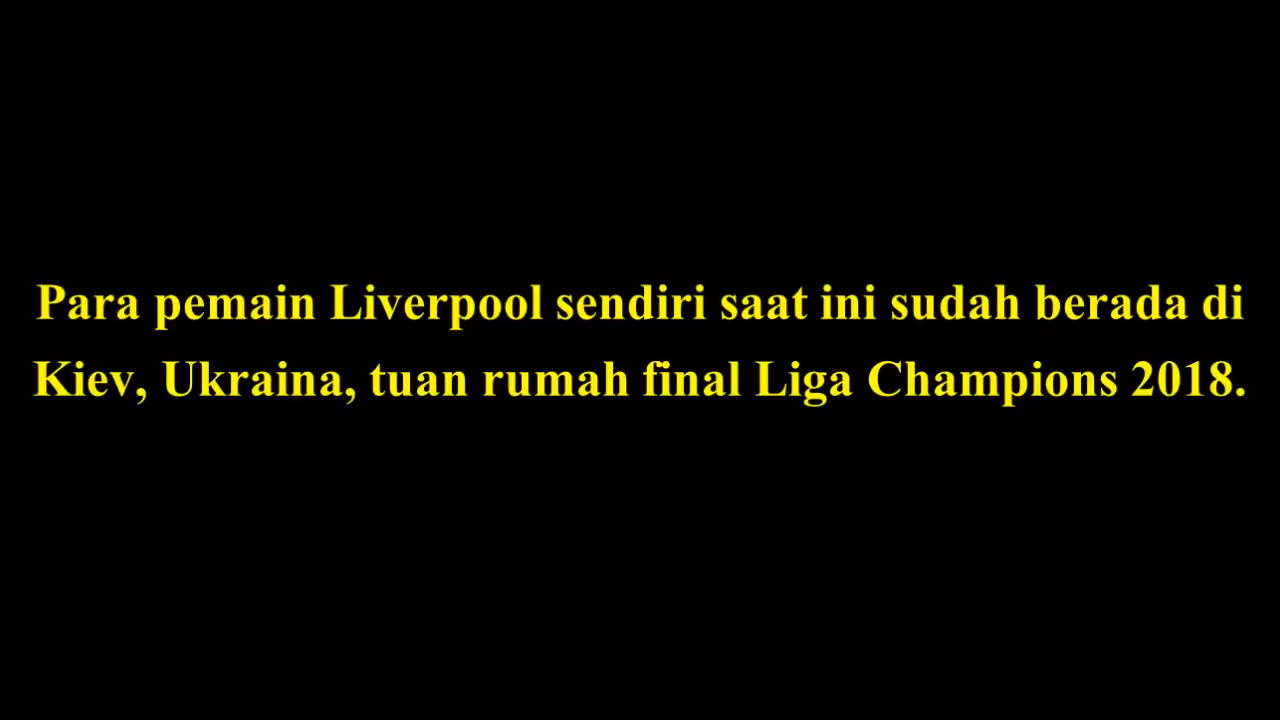 Para pemain Liverpool sendiri saat ini sudah berada di
Kiev, Ukraina, tuan rumah final Liga Champions 2018.